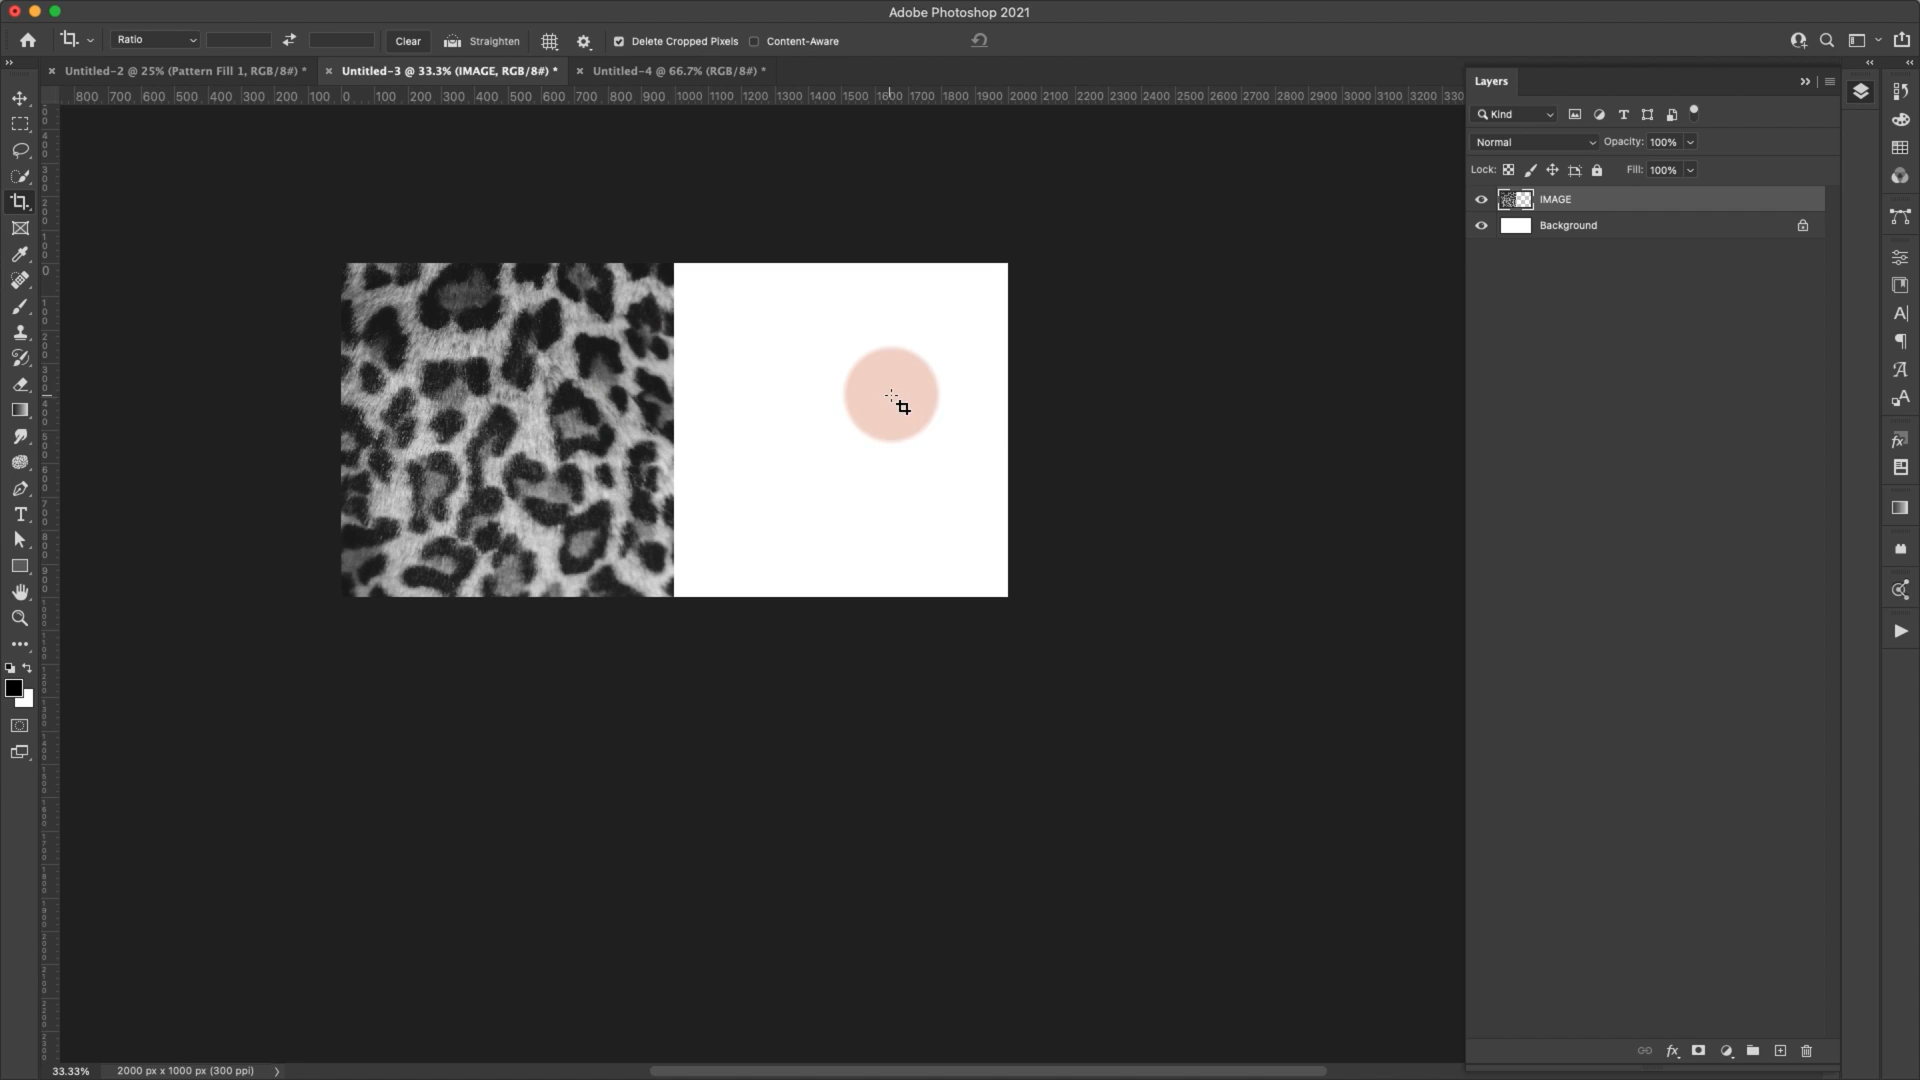 Adobe Photoshop 2021
Ratio
Clear
Straighten
Delete Cropped Pixels
Content-Aware
Untitled-2 @ 25% (Pattern Fill 1, RGB/8#) *
Untitled-3 @ 33.3% (IMAGE, RGB/8#) *
Untitled-4 @ 66.7% (RGB/8#) *
800 700 600 500 400 300 200 100 0 100 200 300 400 500 600 700 800 900 1000 1100 1200 1300 1400 1500 1600 1700 1800 1900 2000 2100 2200 2300 2400 2500 2600 2700 2800 2900 3000 3100 3200 330
Layers
Kind
Normal
Opacity: 100%
Lock:
Fill: 100%
IMAGE
Background
33.33%
2000 px x 1000 px (300 ppi)